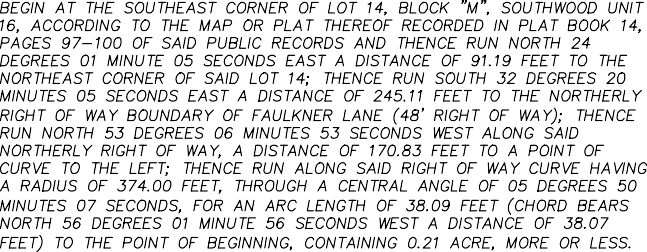 BEGIN AT THE SOUTHEAST CORNER OF LOT 14, BLOCK "M", SOUTHWOOD UNIT
16, ACCORDING TO THE MAP OR PLAT THEREOF RECORDED IN PLAT BOOK 14,
PAGES 97-100 OF SAID PUBLIC RECORDS AND THENCE RUN NORTH 24
DEGREES 01 MINUTE 05 SECONDS EAST A DISTANCE OF 91.19 FEET TO THE
NORTHEAST CORNER OF SAID LOT 14; THENCE RUN SOUTH 32 DEGREES 20
MINUTES 05 SECONDS EAST A DISTANCE OF 245.11 FEET TO THE NORTHERLY
RIGHT OF WAY BOUNDARY OF FAULKNER LANE (48' RIGHT OF WAY); THENCE
RUN NORTH 53 DEGREES 06 MINUTES 53 SECONDS WEST ALONG SAID
NORTHERLY RIGHT OF WAY, A DISTANCE OF 170.83 FEET TO A POINT OF
CURVE TO THE LEFT; THENCE RUN ALONG SAID RIGHT OF WAY CURVE HAVING
A RADIUS OF 374.00 FEET, THROUGH A CENTRAL ANGLE OF 05 DEGREES 50
MINUTES 07 SECONDS, FOR AN ARC LENGTH OF 38.09 FEET (CHORD BEARS
NORTH 56 DEGREES 01 MINUTE 56 SECONDS WEST A DISTANCE OF 38.07
FEET) TO THE POINT OF BEGINNING, CONTAINING 0.21 ACRE, MORE OR LESS.